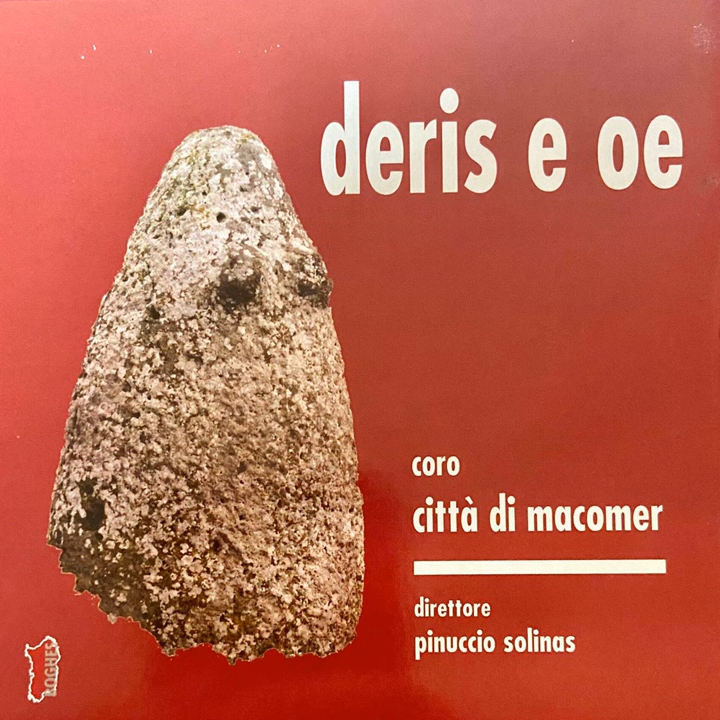 deris e oe
coro
città di macomer
direttore
pinuccio solinas